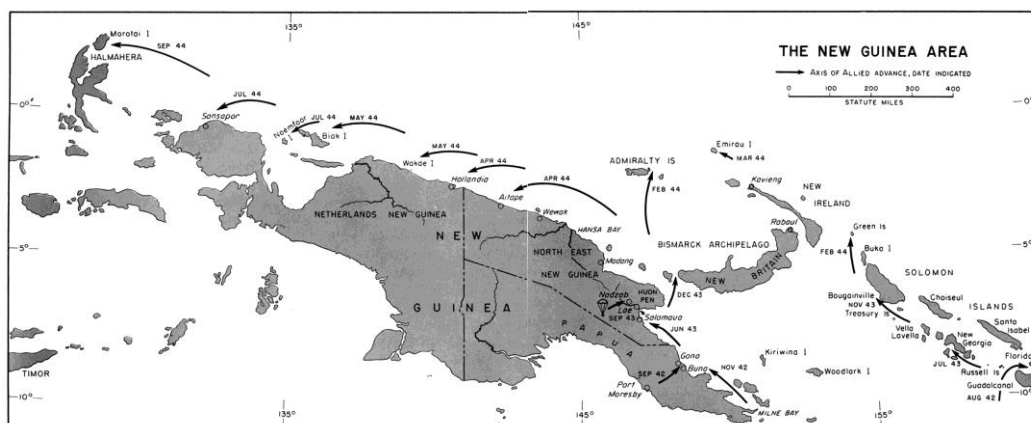 135°
145°
THE NEW GUINEA AREA
AXIS OF ALLIED ADVANCE, DATE INDICATED
0 100 200 300 400
STATUTE MILES
Morotai I
SEP 44
HALMAHERA
0°
0°
JUL 44
Sansapor
Noemfoor I
JUL 44
MAY 44
Biak I
MAY 44
Wakde I
APR 44
Hollandia
APR 44
Aitape
Wewak
HANSA BAY
ADMIRALTY IS
FEB 44
Emirau I
MAR 44
Kavieng
NEW
IRELAND
Rabaul
Green Is
FEB 44
Buka I
NETHERLANDS NEW GUINEA
NEW
GUINEA
NORTH EAST
NEW GUINEA
Madang
BISMARCK ARCHIPELAGO
NEW BRITAIN
5°
5°
SOLOMON
ISLANDS
Bougainville
NOV 43
Treasury Is
Choiseul
Santa
Isabel
Vella
Lavella
New
Georgia
JUL 43
Russell Is
Florida
Guadalcanal
AUG 42
Nadzab
SEP 43
Lae
HUON
PEN
DEC 43
Salamaua
JUN 43
PAPUA
Gona
Buna
SEP 42
NOV 42
Port
Moresby
MILNE BAY
Kiriwina I
Woodlark I
TIMOR
10°
10°
135°
145°
155°